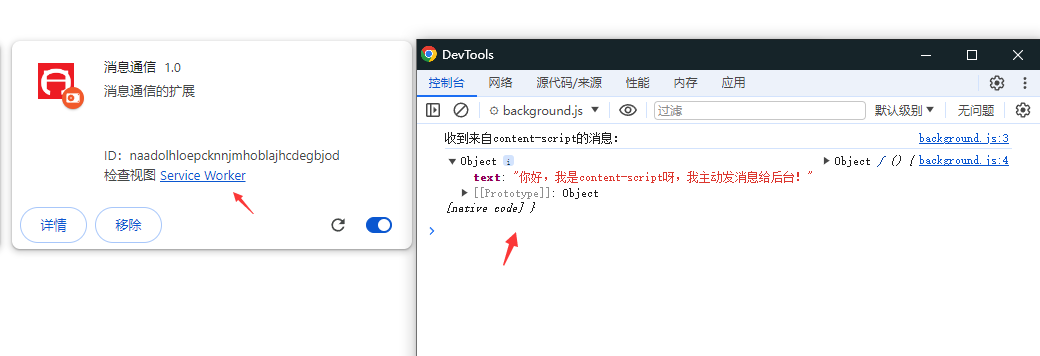 消息通信 1.0
消息通信的扩展
ID：naadolhloepcknnjmhoblajhcdegbjod
检查视图 Service Worker
详情 移除
DevTools
控制台 网络 源代码/来源 性能 内存 应用
background.js 过滤 默认级别 无问题
收到来自content-script的消息： background.js:3
Object i Object ƒ () { background.js:4
text: "你好，我是content-script呀，我主动发消息给后台！"
[[Prototype]]: Object
[native code] }